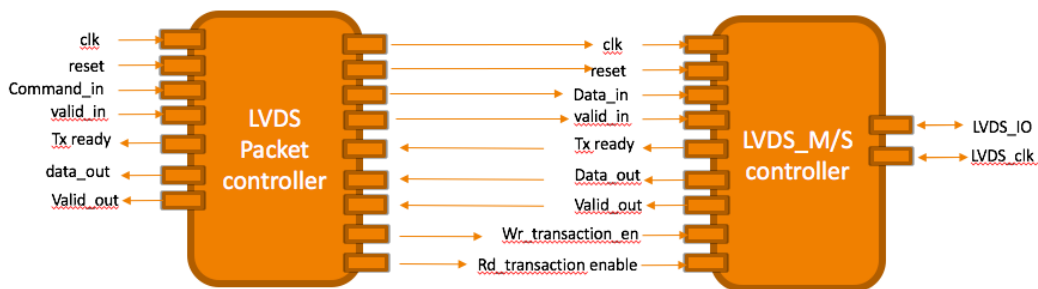 clk
reset
Command_in
valid_in
Tx ready
data_out
Valid_out
LVDS
Packet
controller
clk
reset
Data_in
valid_in
Tx ready
Data_out
Valid_out
Wr_transaction_en
Rd_transaction enable
LVDS_M/S
controller
LVDS_IO
LVDS_clk